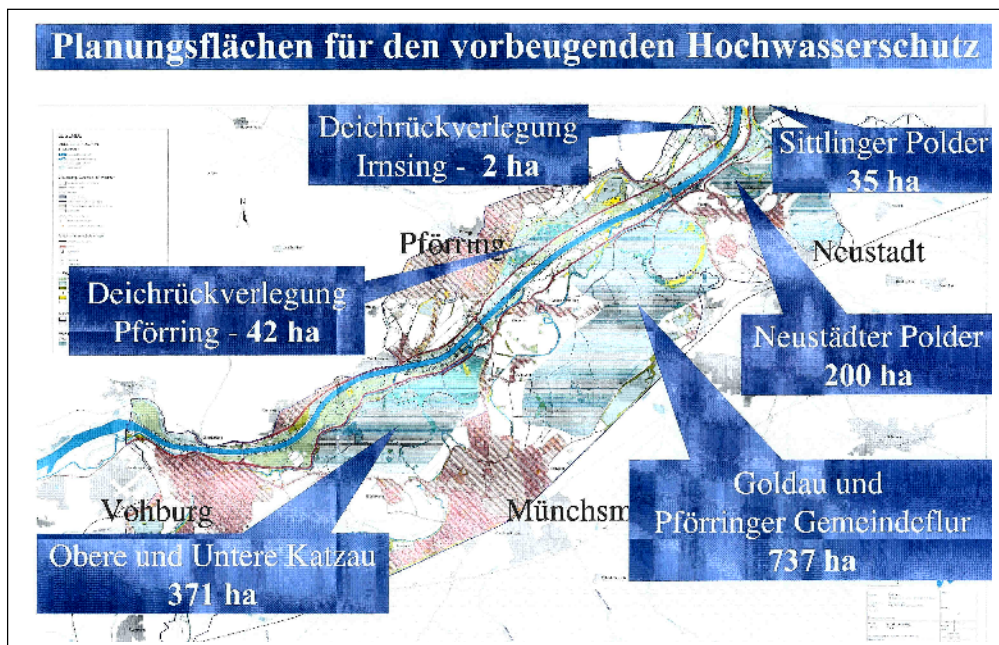 Planungsflächen für den vorbeugenden Hochwasserschutz
Deichrückverlegung
Irnsing - 2 ha
Sittlinger Polder
35 ha
Pförring
Neustadt
Deichrückverlegung
Pförring - 42 ha
Neustädter Polder
200 ha
Goldau und
Pförringer Gemeindeflur
737 ha
Vohburg
Münchsm
Obere und Untere Katzau
371 ha